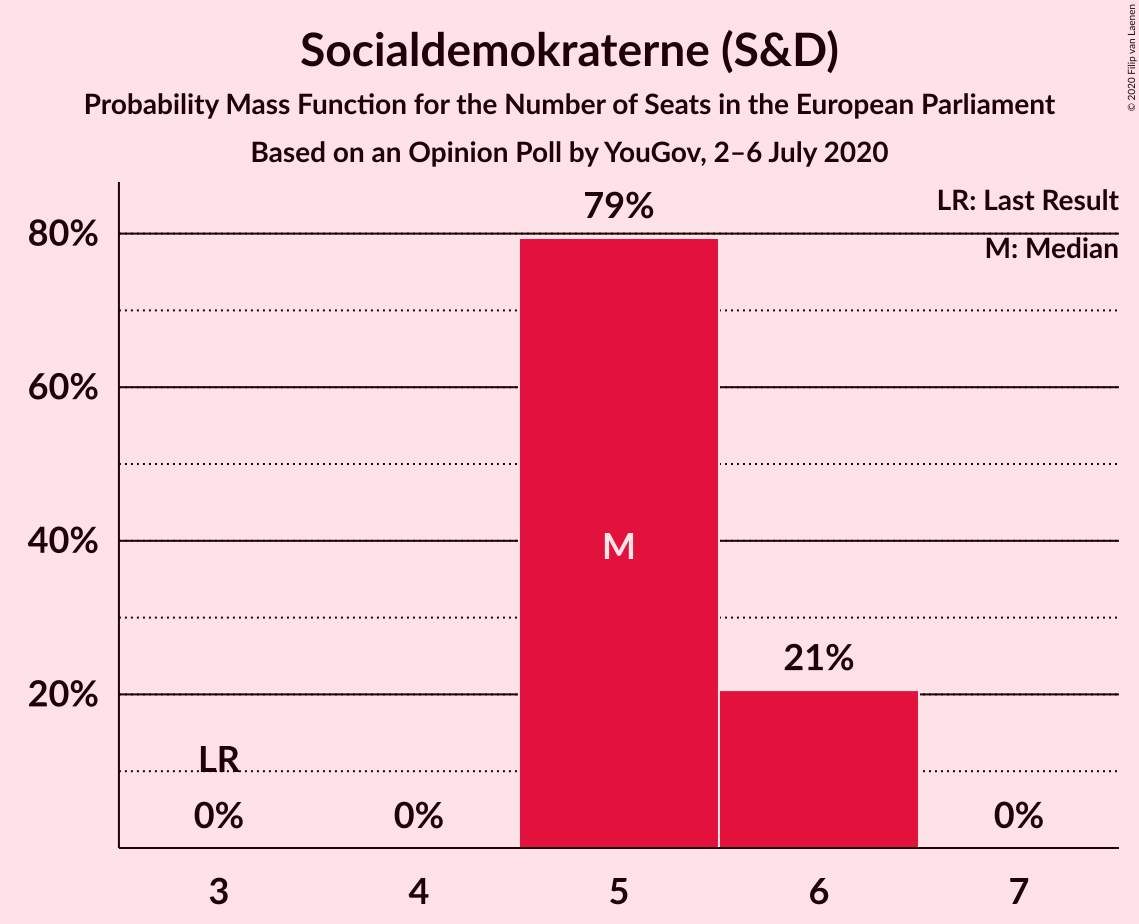 Socialdemokraterne (S&D)
Probability Mass Function for the Number of Seats in the European Parliament
Based on an Opinion Poll by YouGov, 2–6 July 2020
© 2020 Filip van Laenen
LR: Last Result
M: Median
79%
80%
60%
40%
20%
M
21%
LR
0%
0%
0%
3
4
5
6
7